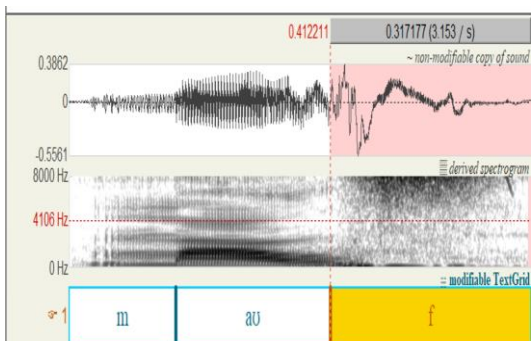 0.412211 0.317177 (3.153 / s)
0.3862 ~ non-modifiable copy of sound
0
-0.5561
8000 Hz derived spectrogram
4106 Hz
0 Hz
modifiable TextGrid
☞ 1 m aʊ f